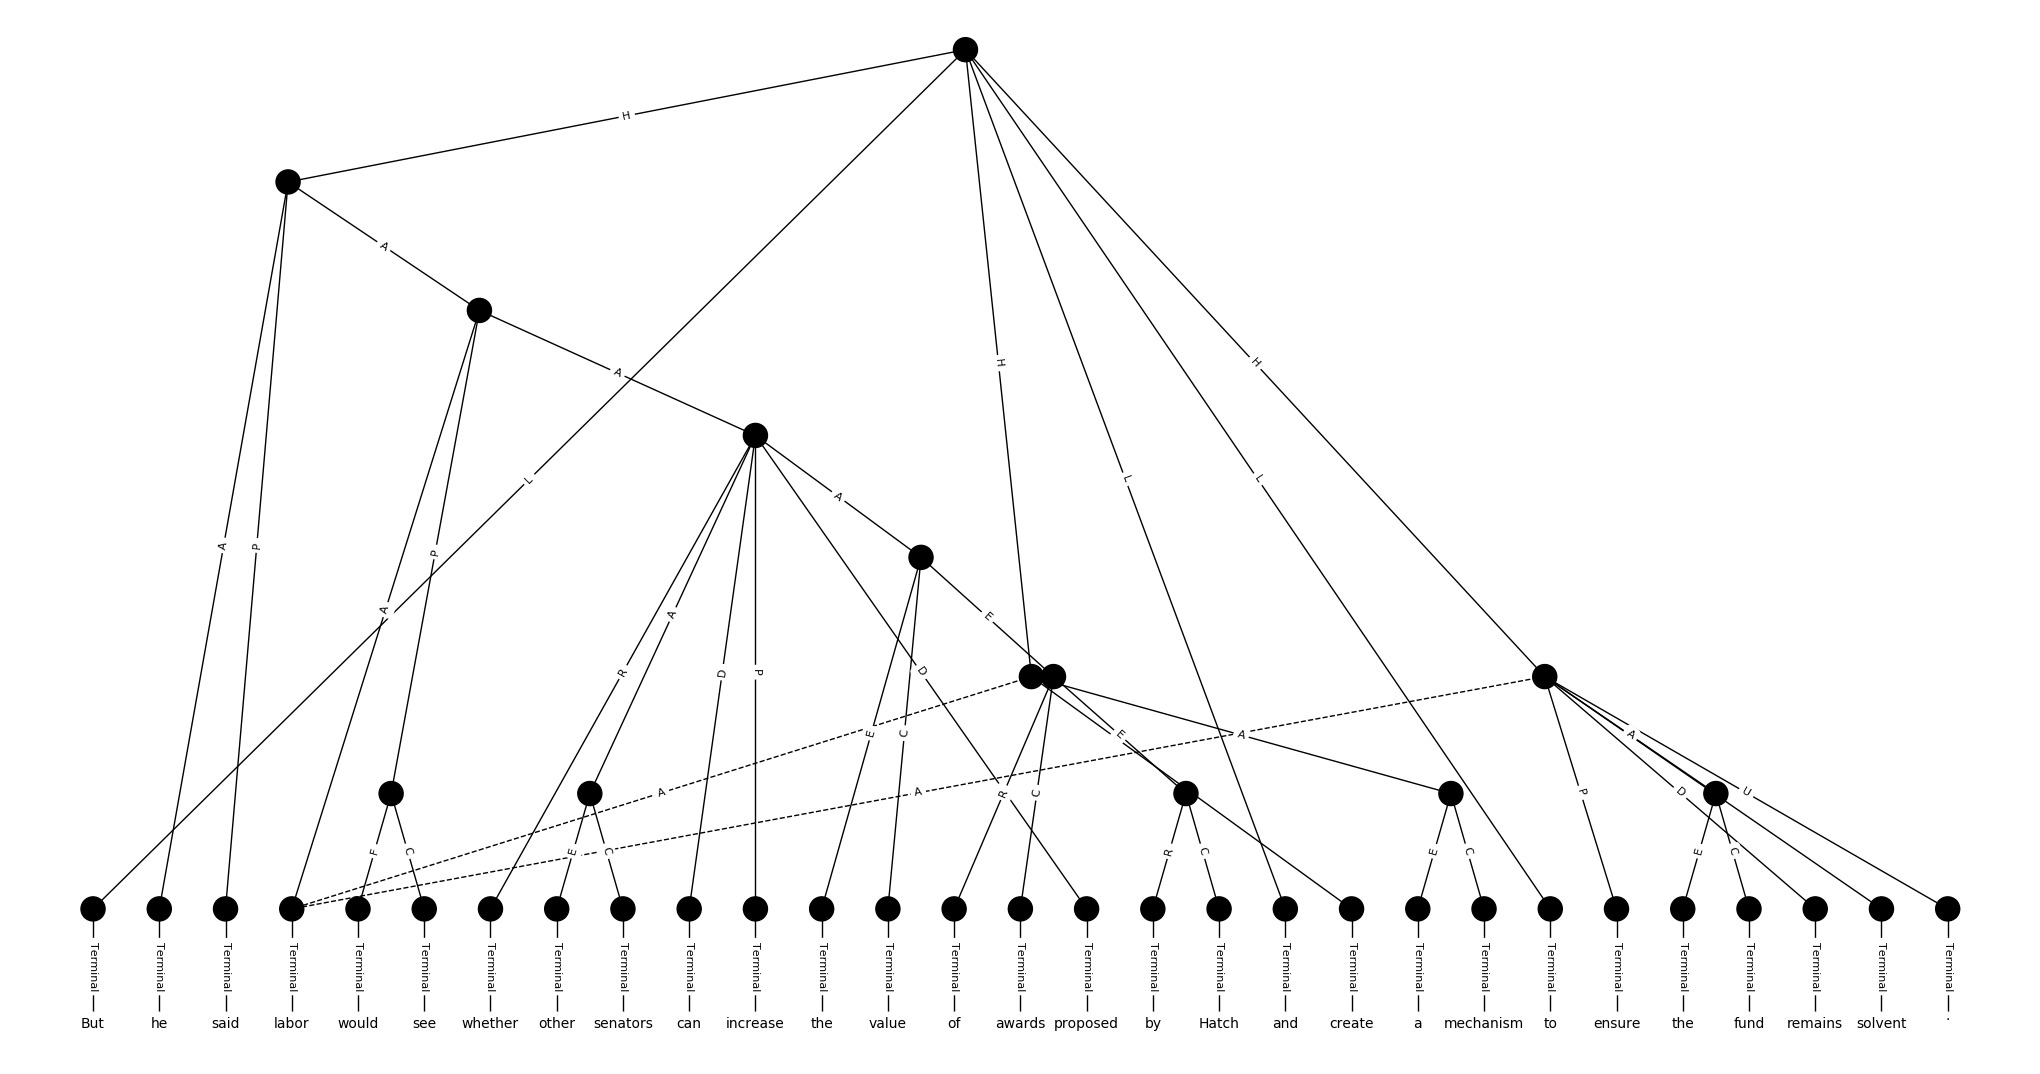 H
A
A
H
L
A
L
L
H
A
P
P
A
R
A
D
P
D
E
E
C
E
A
A
A
R
C
P
D
U
A
F
C
E
C
R
C
E
C
E
C
Terminal Terminal Terminal Terminal Terminal Terminal Terminal Terminal Terminal Terminal Terminal Terminal Terminal Terminal Terminal Terminal Terminal Terminal Terminal Terminal Terminal Terminal Terminal Terminal Terminal Terminal Terminal Terminal Terminal
But he said labor would see whether other senators can increase the value of awards proposed by Hatch and create a mechanism to ensure the fund remains solvent .